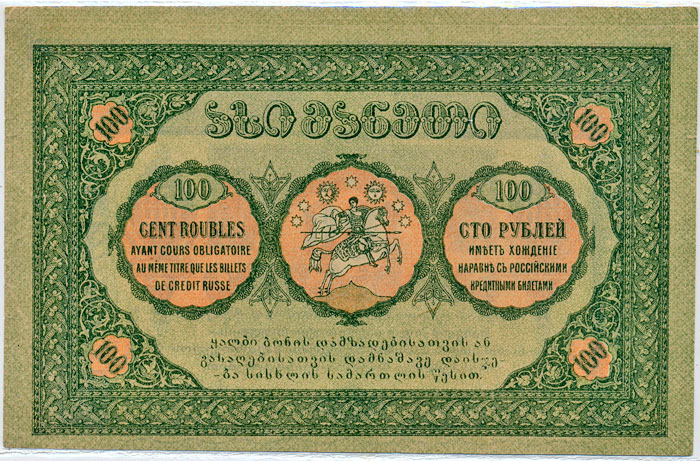 100
100
ასი მანეთი
100
CENT ROUBLES
AYANT COURS OBLIGATOIRE
AU MÊME TITRE QUE LES BILLETS
DE CREDIT RUSSE
100
СТО РУБЛЕЙ
ИМѢЕТЪ ХОЖДЕНІЕ
НАРАВНѢ СЪ РОССІЙСКИМИ
КРЕДИТНЫМИ БИЛЕТАМИ
ყალბი ბონის დამზადებისათვის ან
გასაღებისათვის დამნაშავე დაისჯე
-ბა სისხლის სამართლის წესით.
100
100